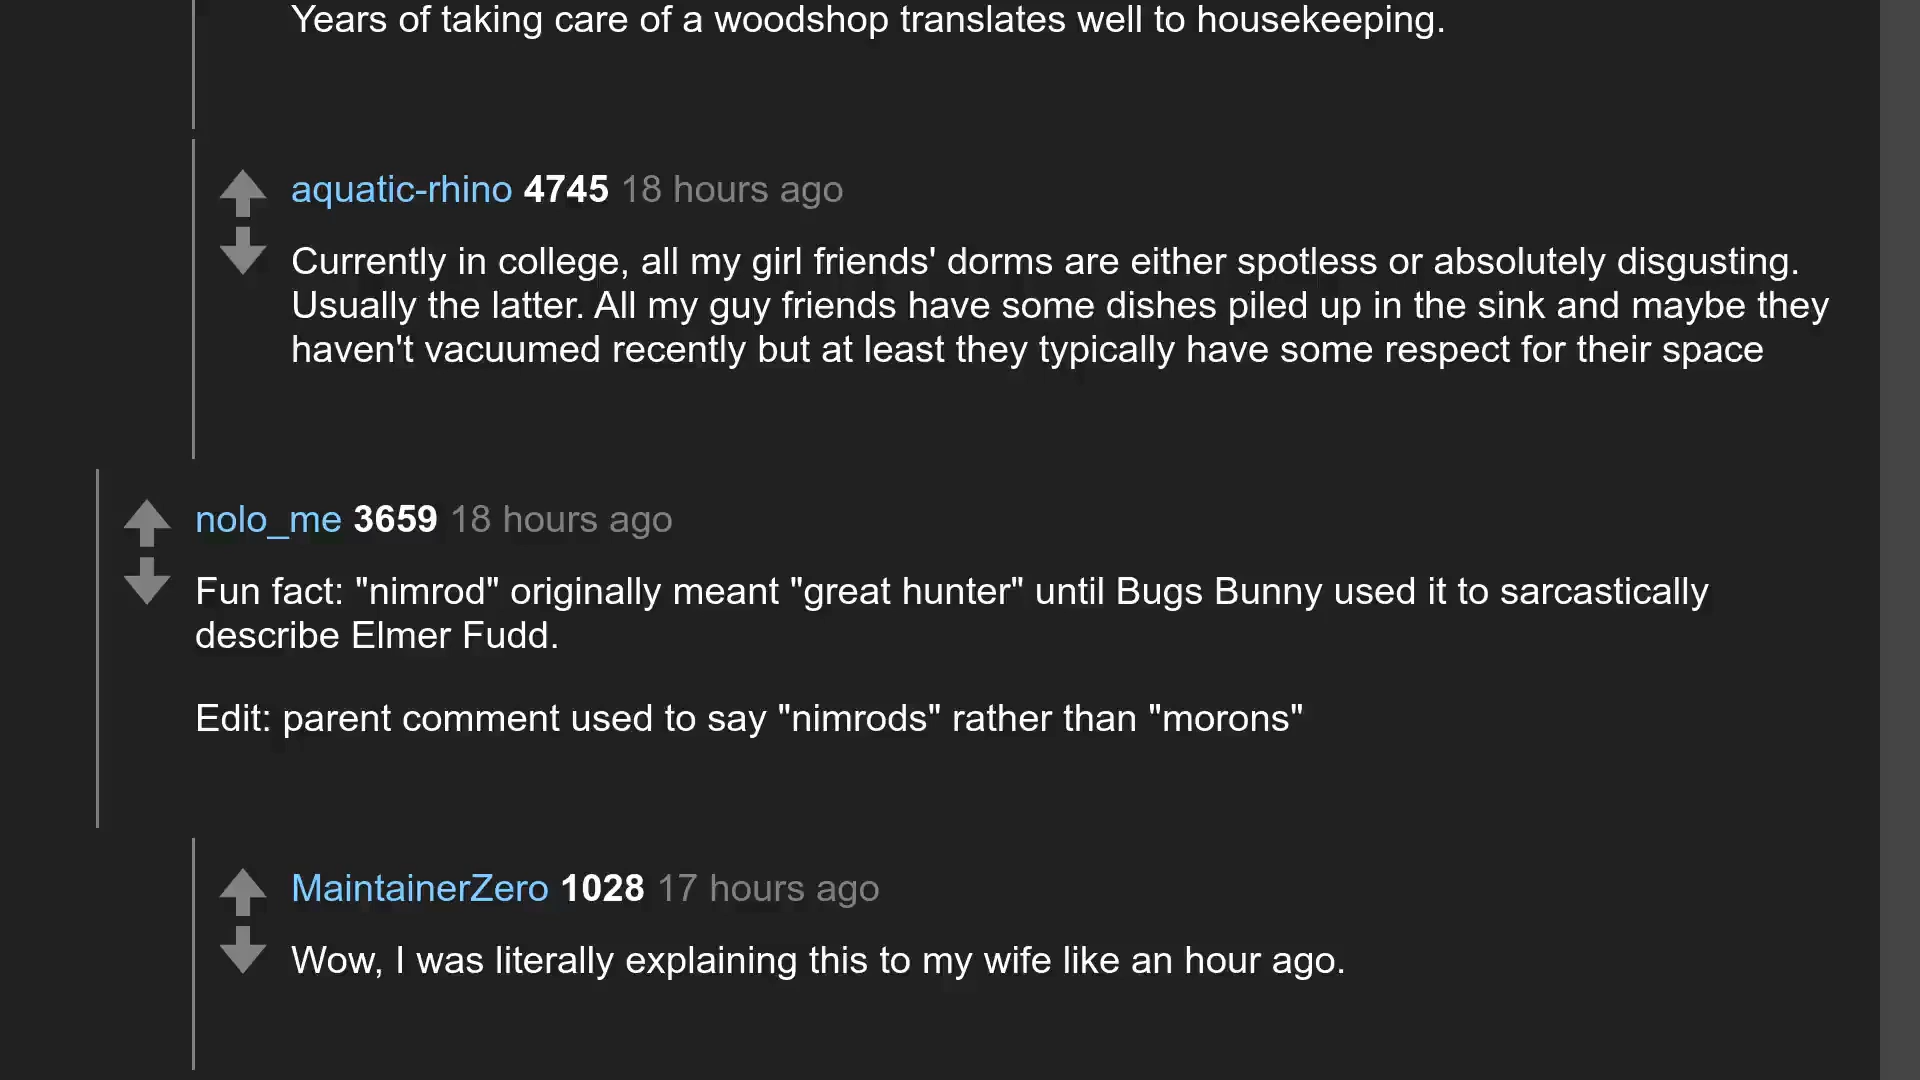 Years of taking care of a woodshop translates well to housekeeping.
aquatic-rhino 4745 18 hours ago
Currently in college, all my girl friends' dorms are either spotless or absolutely disgusting.
Usually the latter. All my guy friends have some dishes piled up in the sink and maybe they
haven't vacuumed recently but at least they typically have some respect for their space
nolo_me 3659 18 hours ago
Fun fact: "nimrod" originally meant "great hunter" until Bugs Bunny used it to sarcastically
describe Elmer Fudd.
Edit: parent comment used to say "nimrods" rather than "morons"
MaintainerZero 1028 17 hours ago
Wow, I was literally explaining this to my wife like an hour ago.